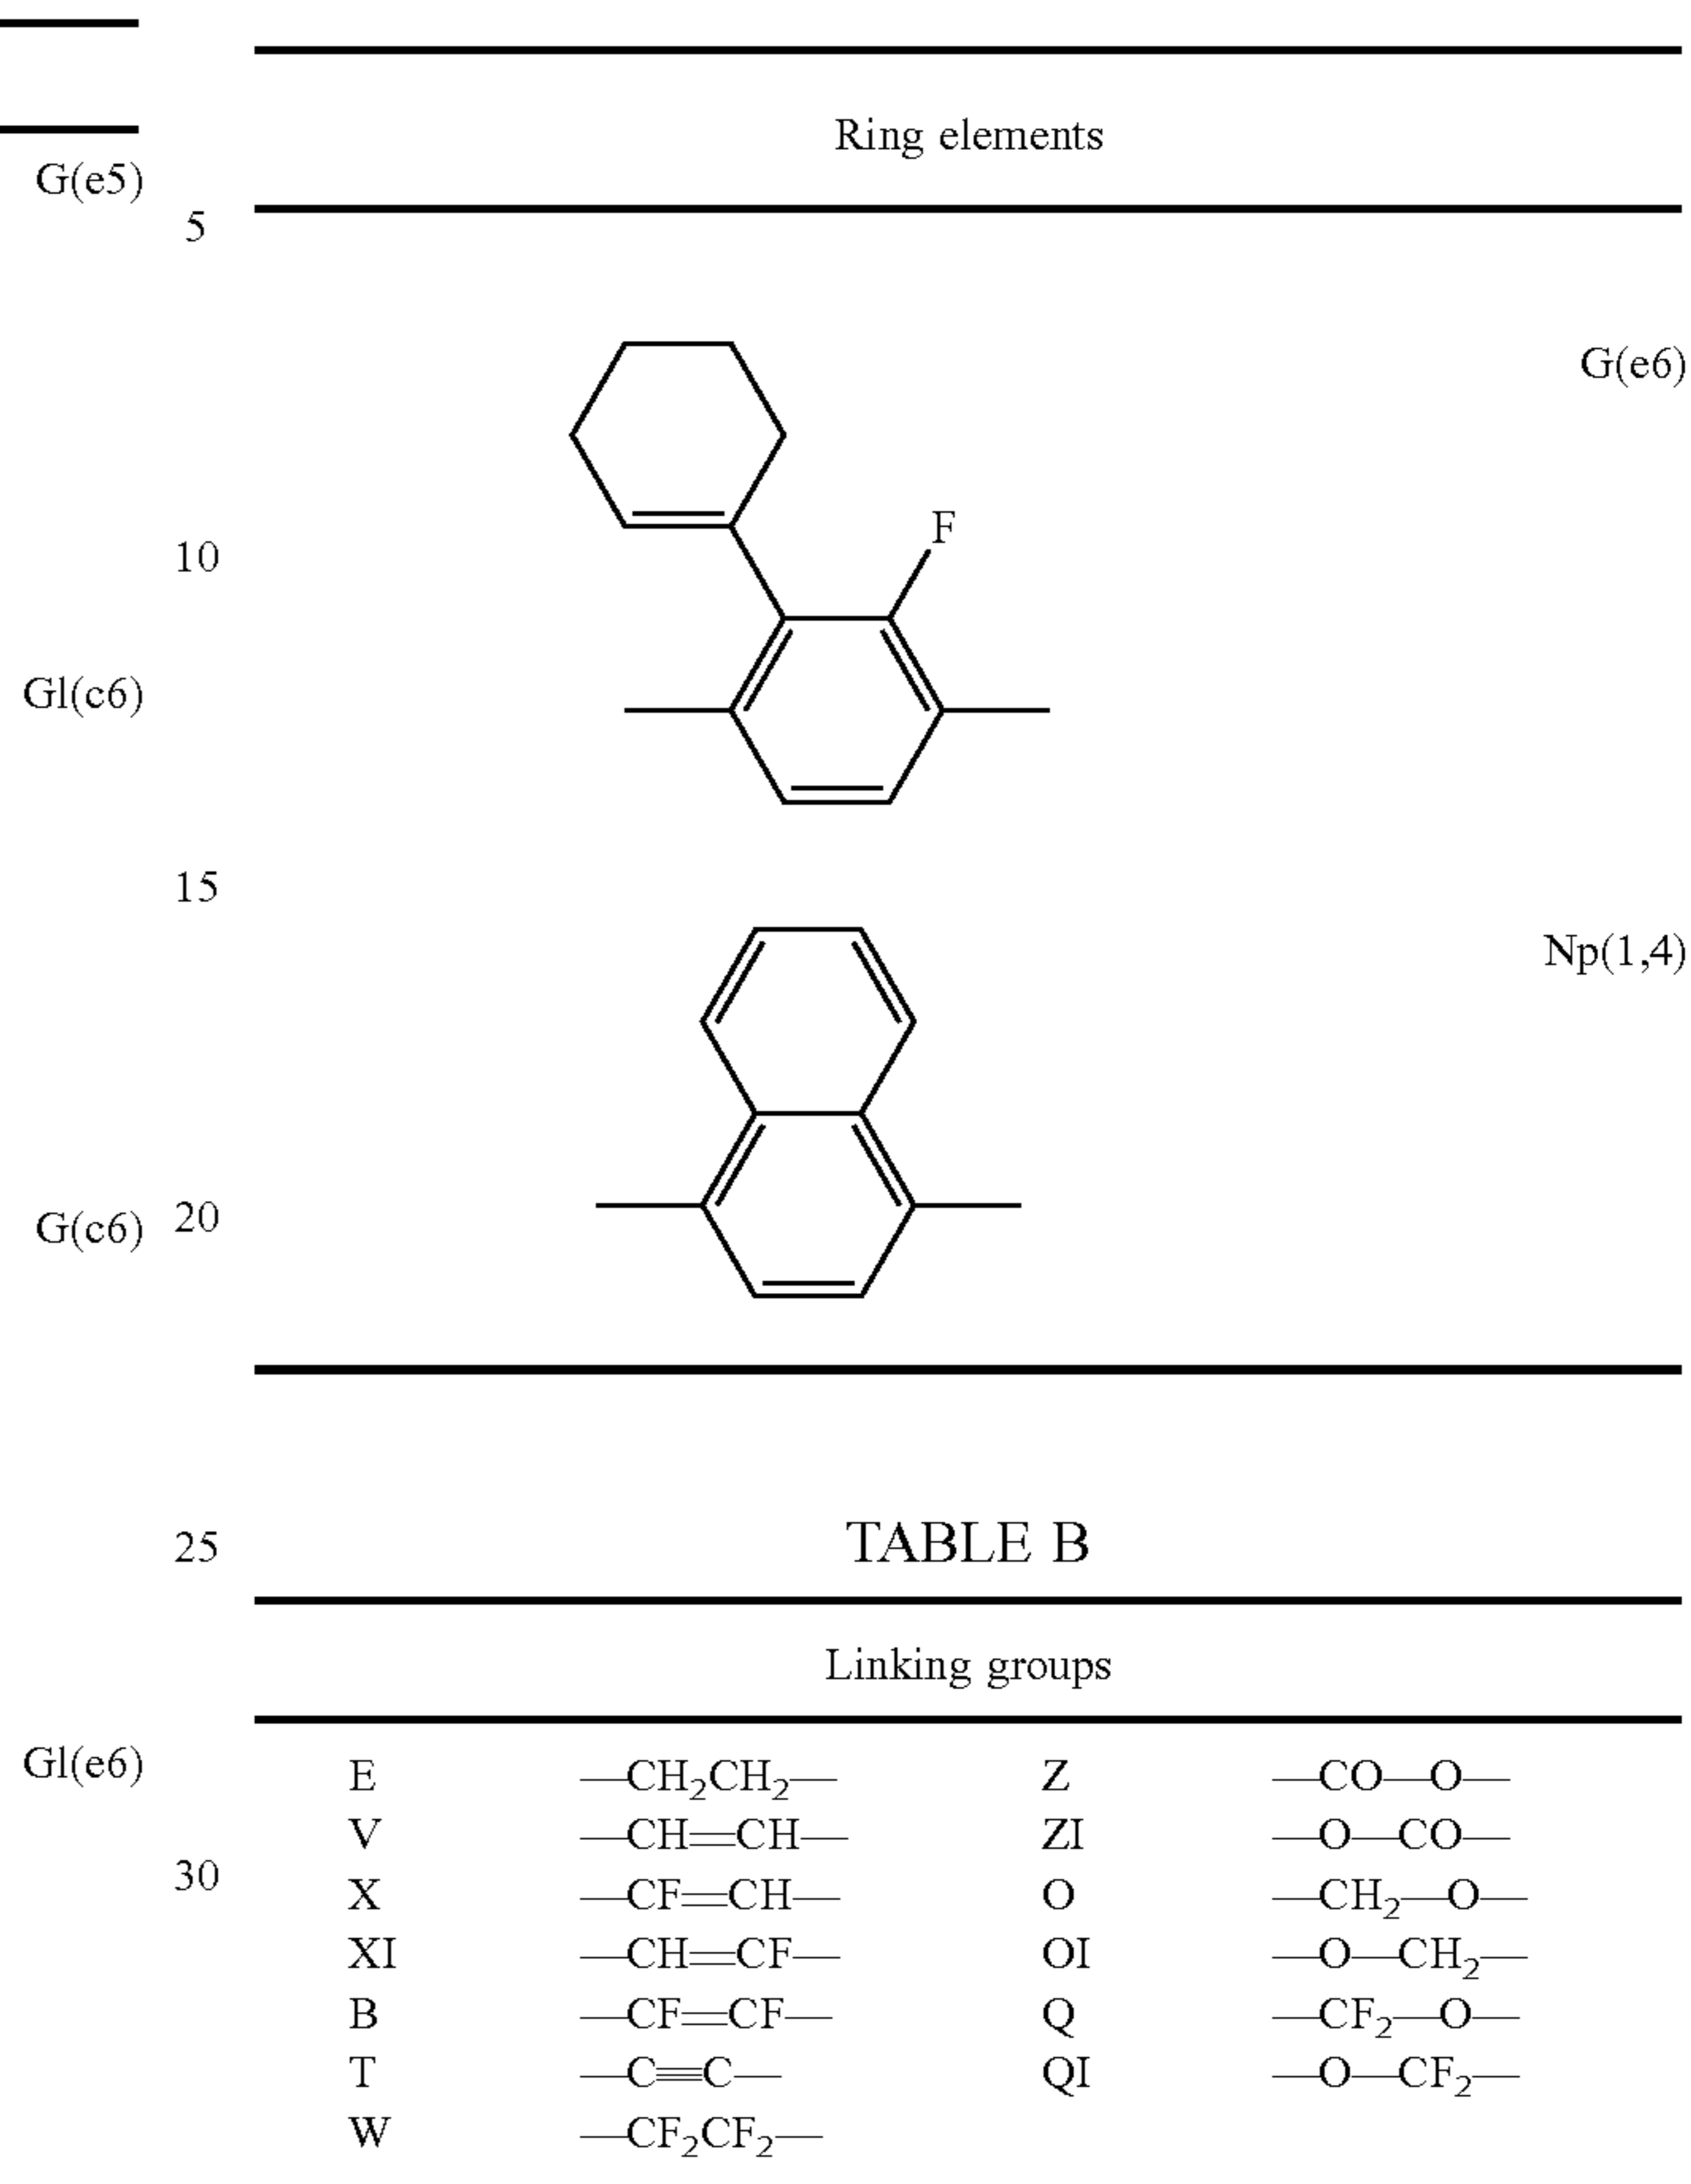 Ring elements
G(e5)
5
G(e6)
F
10
Gl(c6)
15
Np(1,4)
G(c6)
20
25
TABLE B
Linking groups
Gl(e6)
E —CH₂CH₂— Z —CO—O—
V —CH=CH— ZI —O—CO—
30
X —CF=CH— O —CH₂—O—
XI —CH=CF— OI —O—CH₂—
B —CF=CF— Q —CF₂—O—
T —C≡C— QI —O—CF₂—
W —CF₂CF₂—